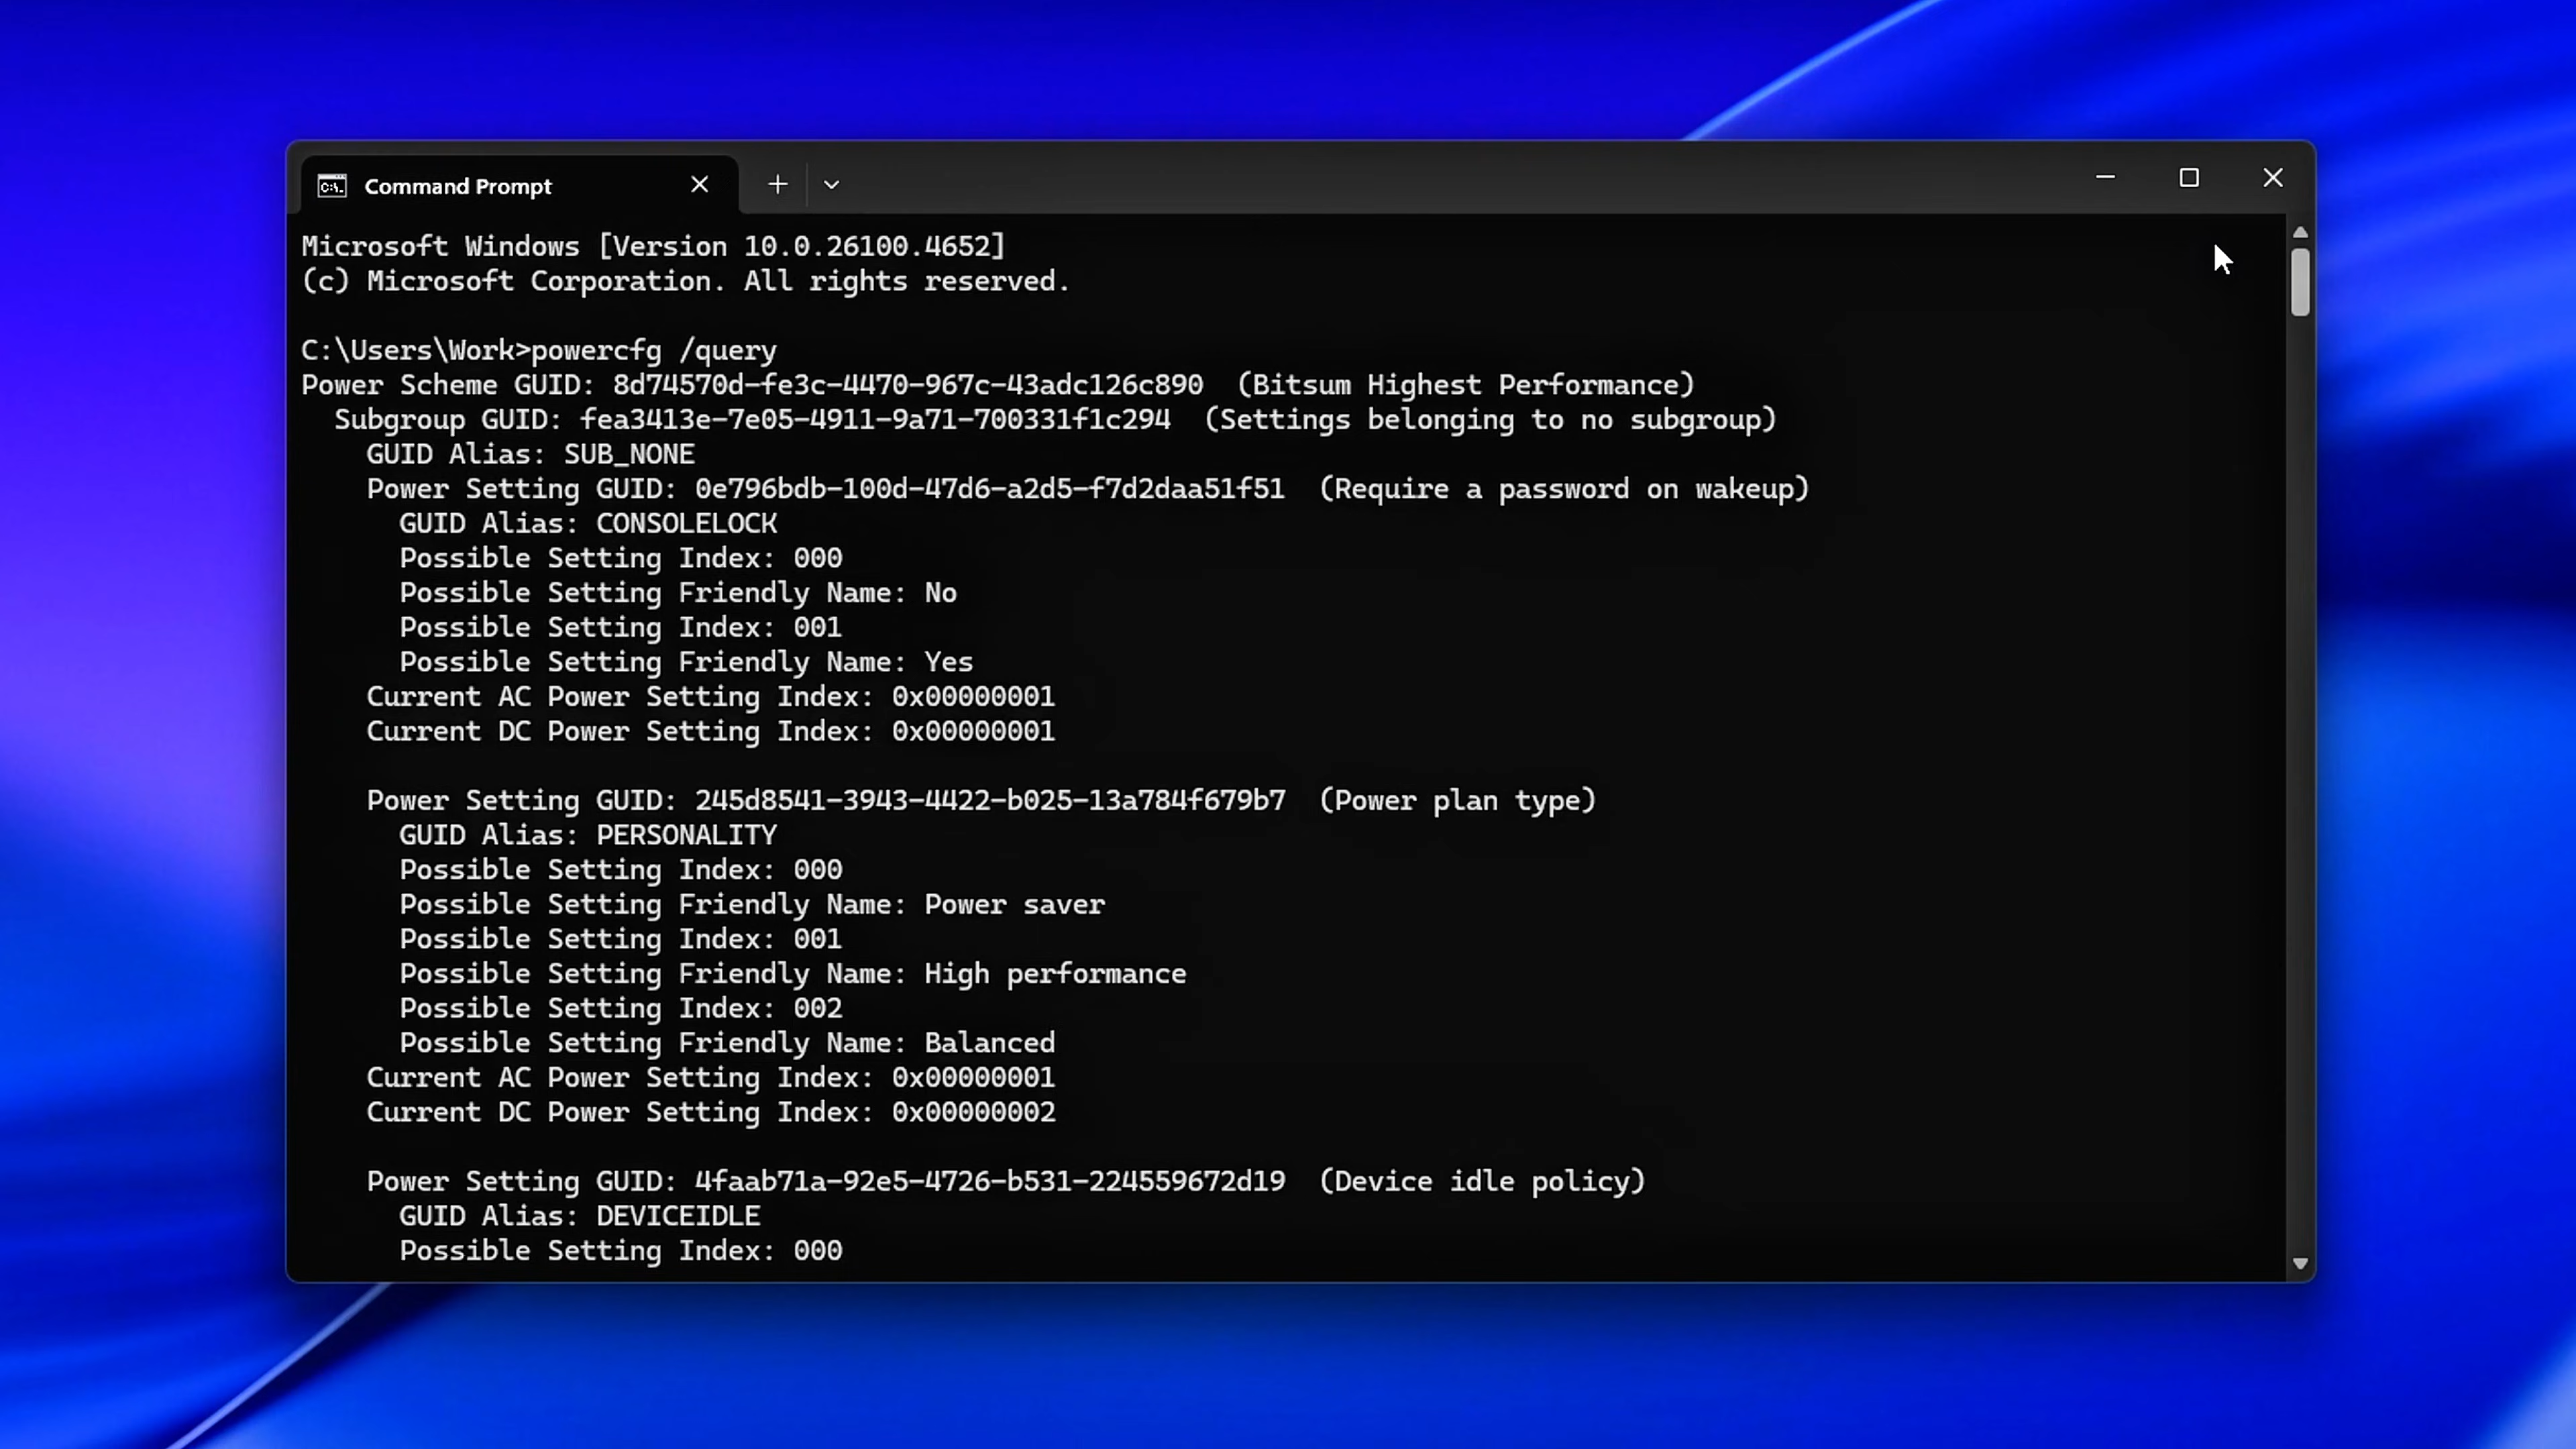 Command Prompt
Microsoft Windows [Version 10.0.26100.4652]
(c) Microsoft Corporation. All rights reserved.
C:\Users\Work>powercfg /query
Power Scheme GUID: 8d74570d-fe3c-4470-967c-43adc126c890  (Bitsum Highest Performance)
Subgroup GUID: fea3413e-7e05-4911-9a71-700331f1c294  (Settings belonging to no subgroup)
GUID Alias: SUB_NONE
Power Setting GUID: 0e796bdb-100d-47d6-a2d5-f7d2daa51f51  (Require a password on wakeup)
GUID Alias: CONSOLELOCK
Possible Setting Index: 000
Possible Setting Friendly Name: No
Possible Setting Index: 001
Possible Setting Friendly Name: Yes
Current AC Power Setting Index: 0x00000001
Current DC Power Setting Index: 0x00000001
Power Setting GUID: 245d8541-3943-4422-b025-13a784f679b7  (Power plan type)
GUID Alias: PERSONALITY
Possible Setting Index: 000
Possible Setting Friendly Name: Power saver
Possible Setting Index: 001
Possible Setting Friendly Name: High performance
Possible Setting Index: 002
Possible Setting Friendly Name: Balanced
Current AC Power Setting Index: 0x00000001
Current DC Power Setting Index: 0x00000002
Power Setting GUID: 4faab71a-92e5-4726-b531-224559672d19  (Device idle policy)
GUID Alias: DEVICEIDLE
Possible Setting Index: 000